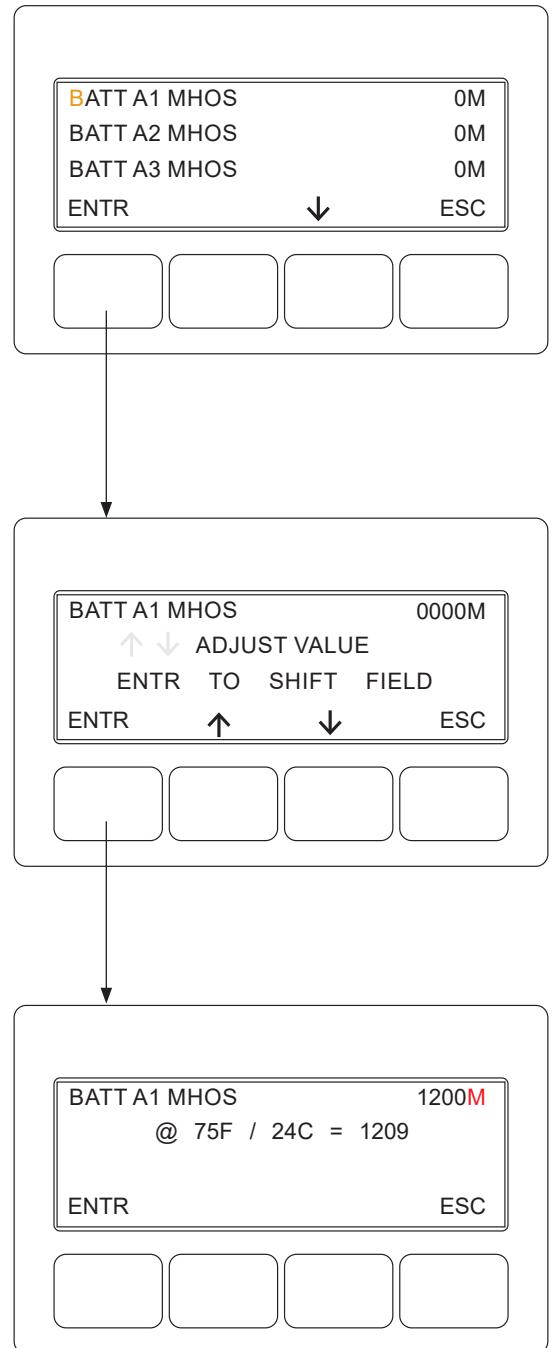 BATT A1 MHOS 0M
BATT A2 MHOS 0M
BATT A3 MHOS 0M
ENTR ↓ ESC
BATT A1 MHOS 0000M
↑ ↓ ADJUST VALUE
ENTR TO SHIFT FIELD
ENTR ↑ ↓ ESC
BATT A1 MHOS 1200M
@ 75F / 24C = 1209
ENTR ESC